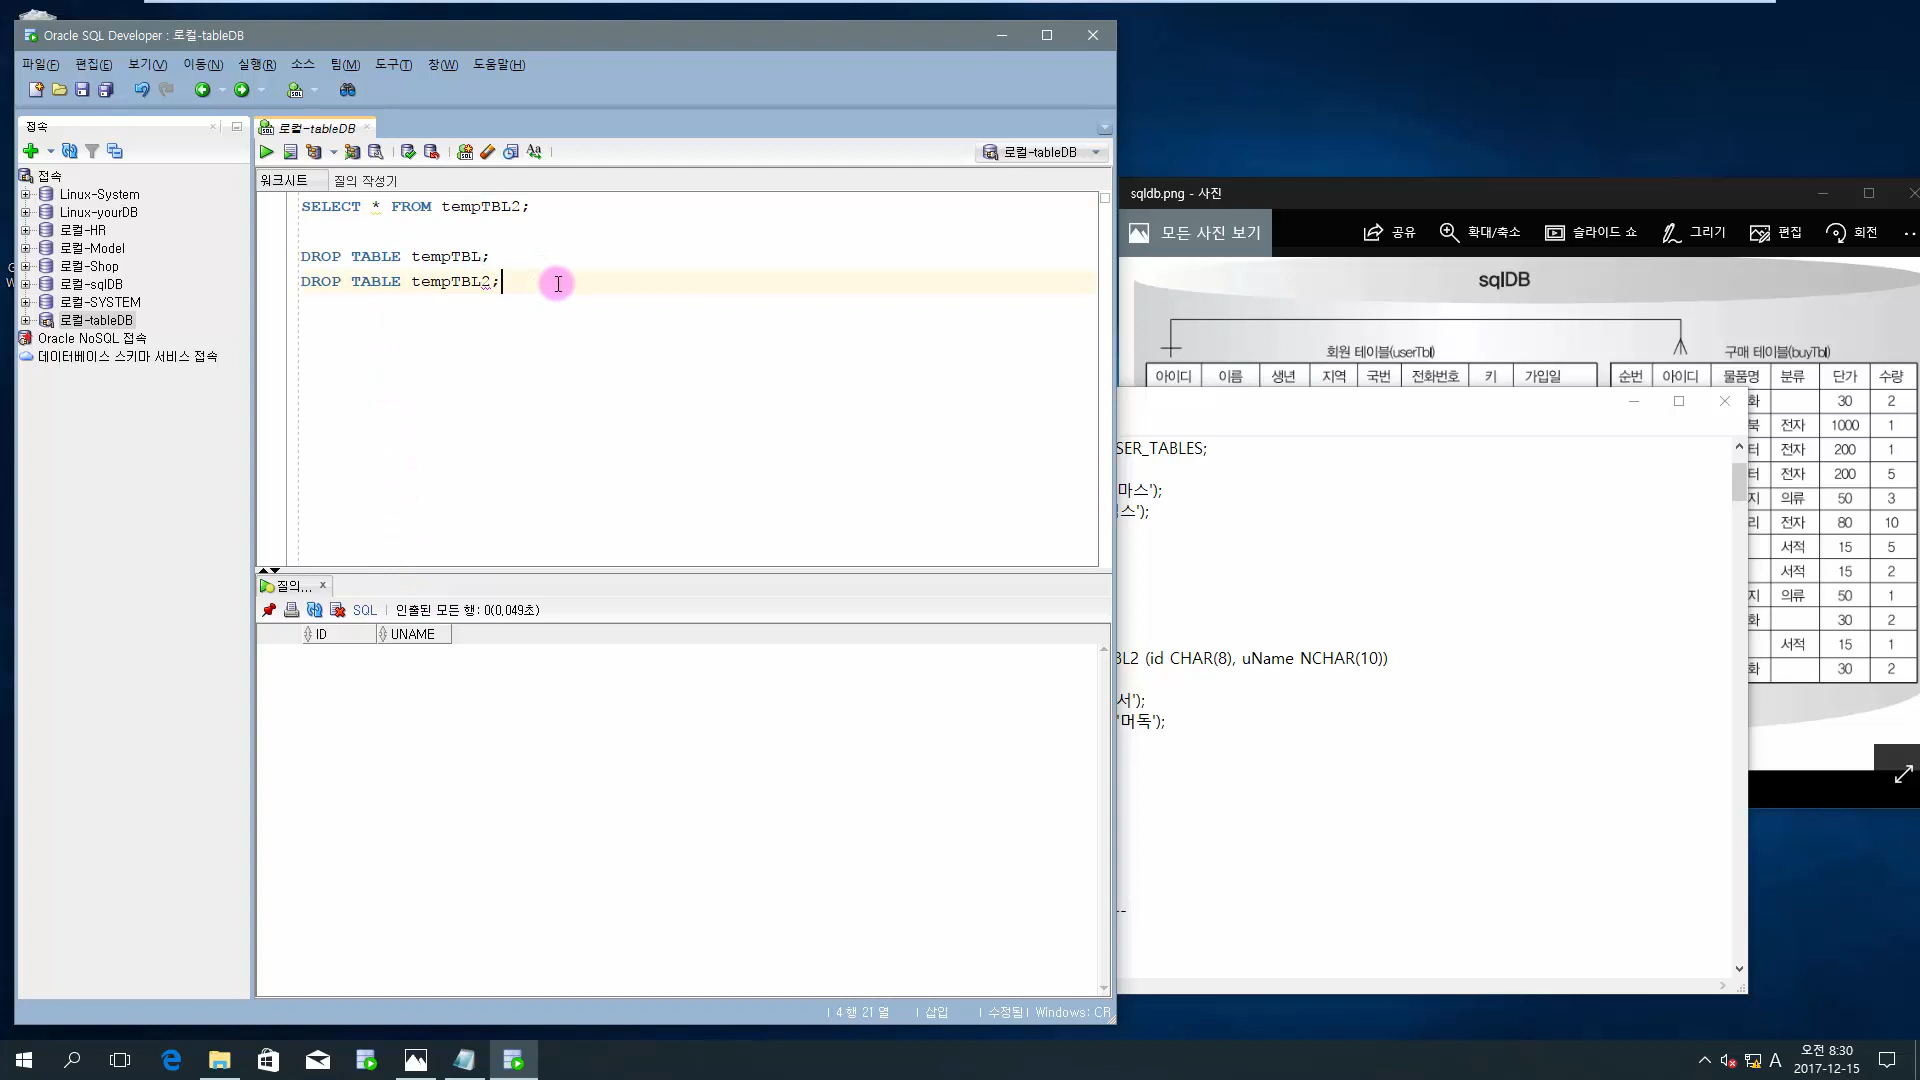 Oracle SQL Developer : 로컬-tableDB
파일(F) 편집(E) 보기(V) 이동(N) 실행(R) 소스 팀(M) 도구(T) 창(W) 도움말(H)
접속
로컬-tableDB
로컬-tableDB
워크시트 질의 작성기
접속
Linux-System
Linux-yourDB
로컬-HR
로컬-Model
로컬-Shop
로컬-sqlDB
로컬-SYSTEM
로컬-tableDB
Oracle NoSQL 접속
데이터베이스 스키마 서비스 접속
SELECT * FROM tempTBL2;
DROP TABLE tempTBL;
DROP TABLE tempTBL2;
질의...
SQL 인출된 모든 행: 0(0,049초)
ID UNAME
4 행 21 열 삽입 수정됨 Windows: CR
sqldb.png - 사진
모든 사진 보기 공유 확대/축소 슬라이드 쇼 그리기 편집 회전
sqlDB
회원 테이블(userTbl) 구매 테이블(buyTbl)
아이디 이름 생년 지역 국번 전화번호 키 가입일 순번 아이디 물품명 분류 단가 수량
화 30 2
북 전자 1000 1
터 전자 200 1
터 전자 200 5
지 의류 50 3
리 전자 80 10
서적 15 5
서적 15 2
지 의류 50 1
화 30 2
서적 15 1
화 30 2
SER_TABLES;
마스');
스');
BL2 (id CHAR(8), uName NCHAR(10))
서');
'머독');
--
A
오전 8:30
2017-12-15